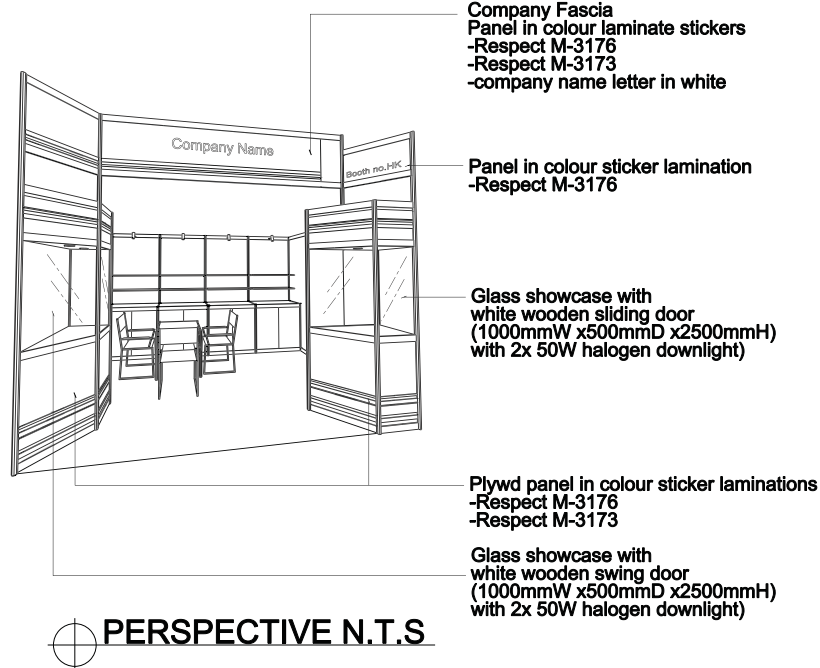 Company Fascia
Panel in colour laminate stickers
-Respect M-3176
-Respect M-3173
-company name letter in white
Company Name
Booth no.HK
Panel in colour sticker lamination
-Respect M-3176
Glass showcase with
white wooden sliding door
(1000mmW x500mmD x2500mmH)
with 2x 50W halogen downlight)
Plywd panel in colour sticker laminations
-Respect M-3176
-Respect M-3173
Glass showcase with
white wooden swing door
(1000mmW x500mmD x2500mmH)
with 2x 50W halogen downlight)
PERSPECTIVE N.T.S